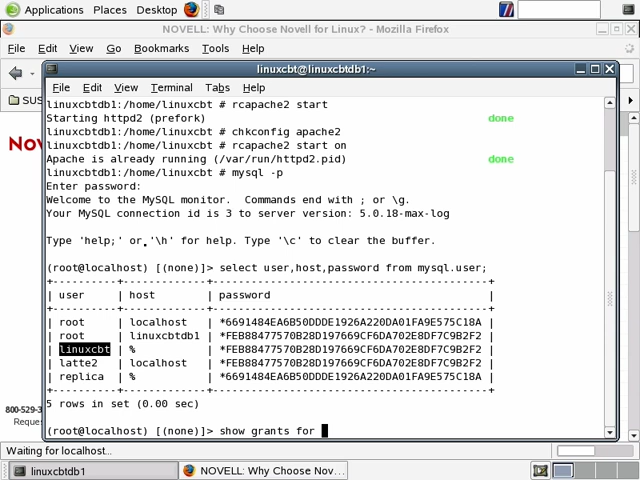 Applications Places Desktop
NOVELL: Why Choose Novell for Linux? - Mozilla Firefox
File Edit View Go Bookmarks Tools Help
linuxcbt@linuxcbtdb1:~
File Edit View Terminal Tabs Help
linuxcbtdb1:/home/linuxcbt # rcapache2 start
Starting httpd2 (prefork) done
linuxcbtdb1:/home/linuxcbt # chkconfig apache2
linuxcbtdb1:/home/linuxcbt # rcapache2 start on
Apache is already running (/var/run/httpd2.pid) done
linuxcbtdb1:/home/linuxcbt # mysql -p
Enter password:
Welcome to the MySQL monitor.  Commands end with ; or \g.
Your MySQL connection id is 3 to server version: 5.0.18-max-log
Type 'help;' or '\h' for help. Type '\c' to clear the buffer.
(root@localhost) [(none)]> select user,host,password from mysql.user;
+----------+------------+-------------------------------------------+
| user | host | password |
+----------+------------+-------------------------------------------+
| root | localhost | *6691484EA6B50DDDE1926A220DA01FA9E575C18A |
| root | linuxcbtdb1 | *FEB88477570B28D197669CF6DA702E8DF7C9B2F2 |
| linuxcbt | % | *FEB88477570B28D197669CF6DA702E8DF7C9B2F2 |
| latte2 | localhost | *FEB88477570B28D197669CF6DA702E8DF7C9B2F2 |
| replica | % | *6691484EA6B50DDDE1926A220DA01FA9E575C18A |
+----------+------------+-------------------------------------------+
5 rows in set (0.00 sec)
(root@localhost) [(none)]> show grants for
SUS
Nov
800-529-3
Reque
Waiting for localhost...
linuxcbtdb1
NOVELL: Why Choose Nov...